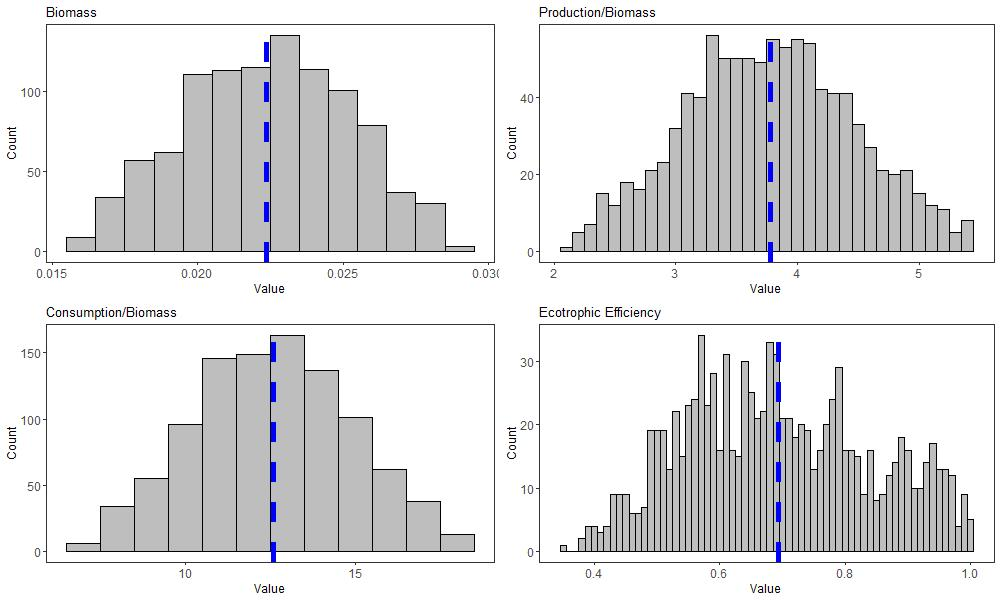 Biomass
Count
100
50
0
0.015
0.020
0.025
0.030
Value
Production/Biomass
Count
40
20
0
2
3
4
5
Value
Consumption/Biomass
Count
150
100
50
0
10
15
Value
Ecotrophic Efficiency
Count
30
20
10
0
0.4
0.6
0.8
1.0
Value